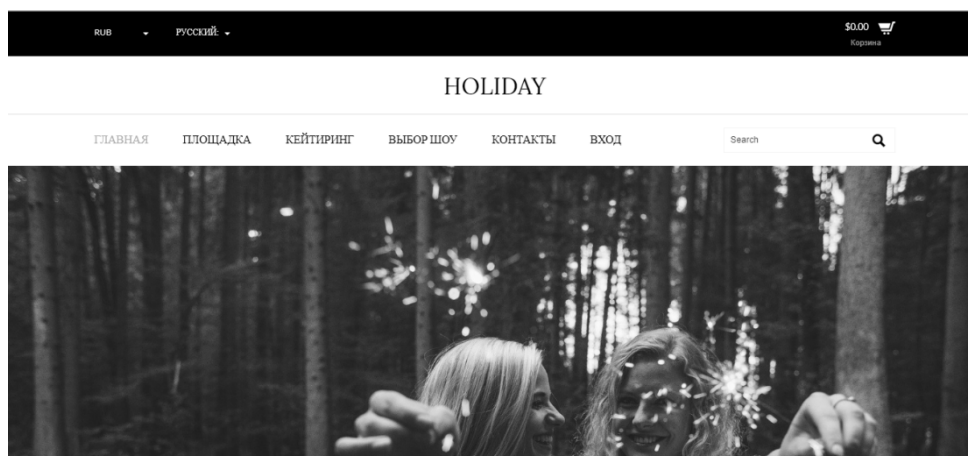 RUB РУССКИЙ: $0.00
Корзина
HOLIDAY
ГЛАВНАЯ ПЛОЩАДКА КЕЙТИРИНГ ВЫБОР ШОУ КОНТАКТЫ ВХОД Search